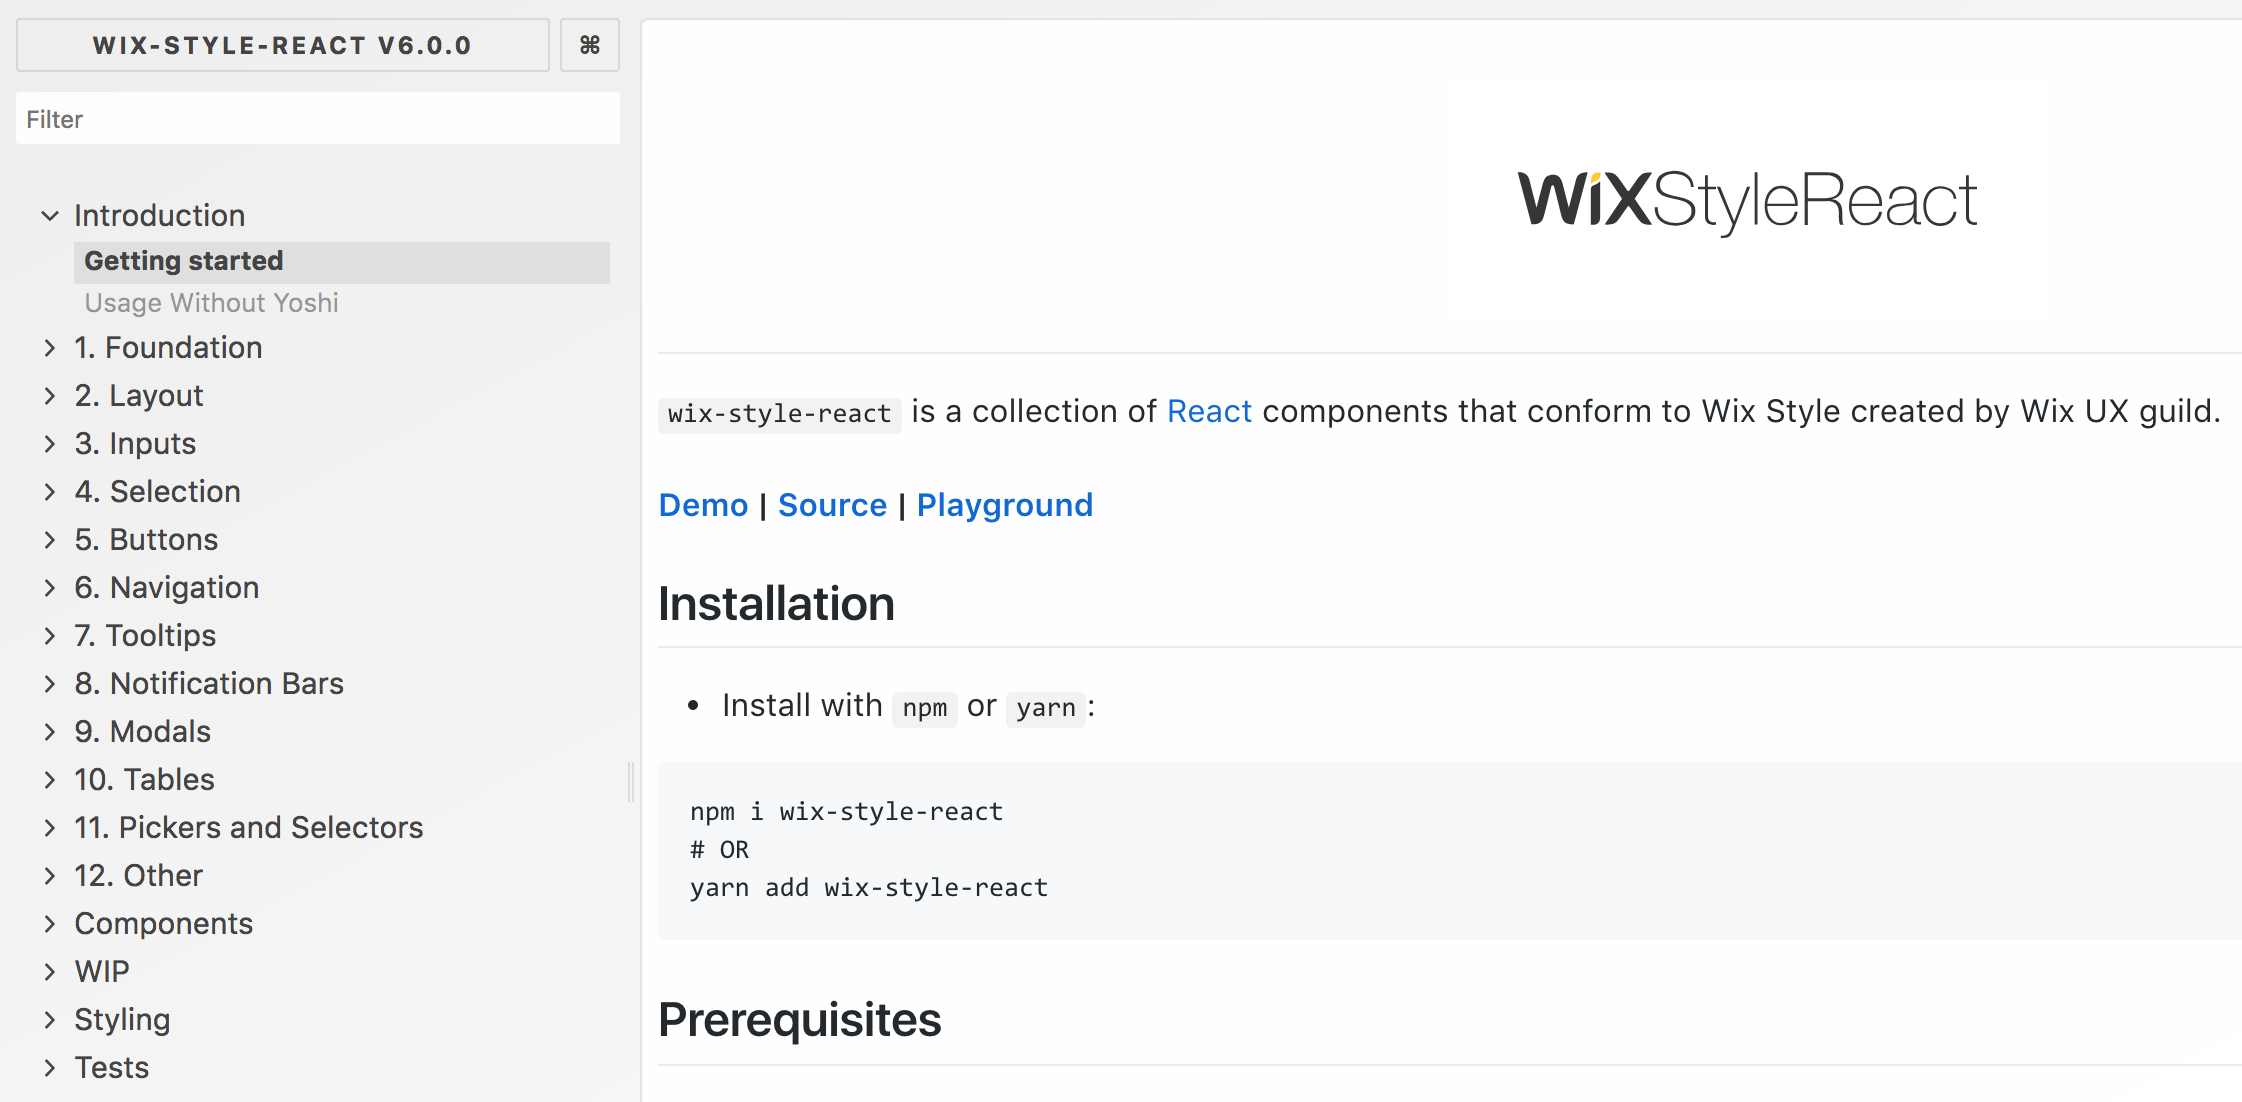 WIX-STYLE-REACT V6.0.0
⌘
Filter
Introduction
Getting started
Usage Without Yoshi
1. Foundation
2. Layout
3. Inputs
4. Selection
5. Buttons
6. Navigation
7. Tooltips
8. Notification Bars
9. Modals
10. Tables
11. Pickers and Selectors
12. Other
Components
WIP
Styling
Tests
WiXStyleReact
wix-style-react is a collection of React components that conform to Wix Style created by Wix UX guild.
Demo | Source | Playground
Installation
• Install with npm or yarn:
npm i wix-style-react
# OR
yarn add wix-style-react
Prerequisites